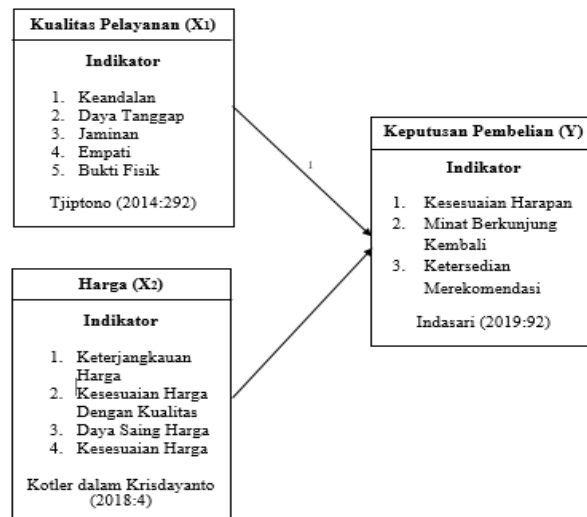 Kualitas Pelayanan (X1)
Indikator
1. Keandalan
2. Daya Tanggap
3. Jaminan
4. Empati
5. Bukti Fisik
Tjiptono (2014:292)
1
Keputusan Pembelian (Y)
Indikator
1. Kesesuaian Harapan
2. Minat Berkunjung
Kembali
3. Ketersedian
Merekomendasi
Indasari (2019:92)
Harga (X2)
Indikator
1. Keterjangkauan
Harga
2. Kesesuaian Harga
Dengan Kualitas
3. Daya Saing Harga
4. Kesesuaian Harga
Kotler dalam Krisdayanto
(2018:4)